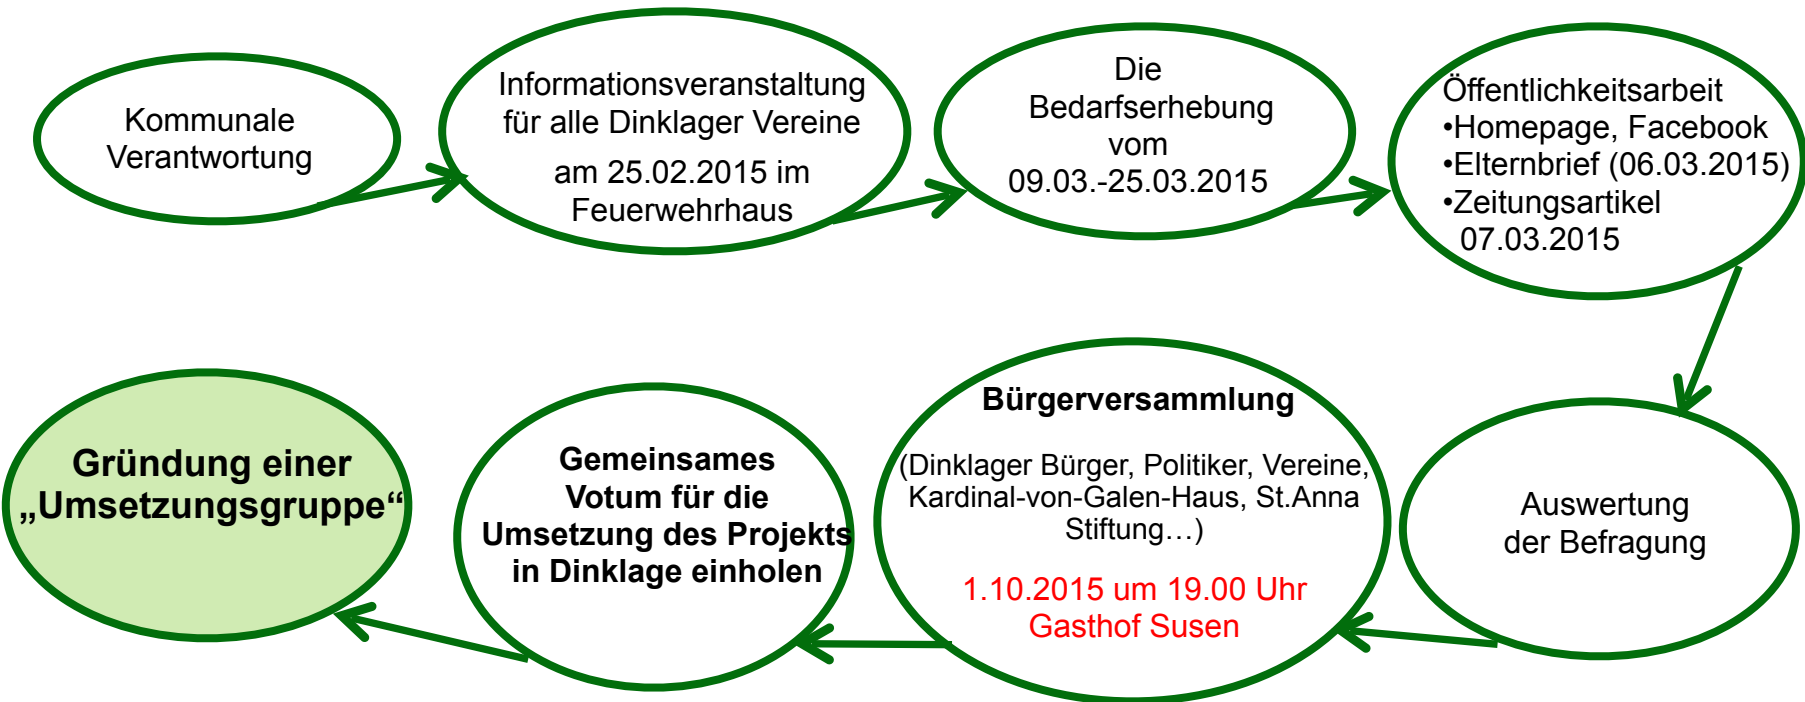 Kommunale
Verantwortung
Informationsveranstaltung
für alle Dinklager Vereine
am 25.02.2015 im
Feuerwehrhaus
Die
Bedarfserhebung
vom
09.03.-25.03.2015
Öffentlichkeitsarbeit
•Homepage, Facebook
•Elternbrief (06.03.2015)
•Zeitungsartikel
07.03.2015
Auswertung
der Befragung
Bürgerversammlung
(Dinklager Bürger, Politiker, Vereine,
Kardinal-von-Galen-Haus, St.Anna
Stiftung…)
1.10.2015 um 19.00 Uhr
Gasthof Susen
Gemeinsames
Votum für die
Umsetzung des Projekts
in Dinklage einholen
Gründung einer
„Umsetzungsgruppe“